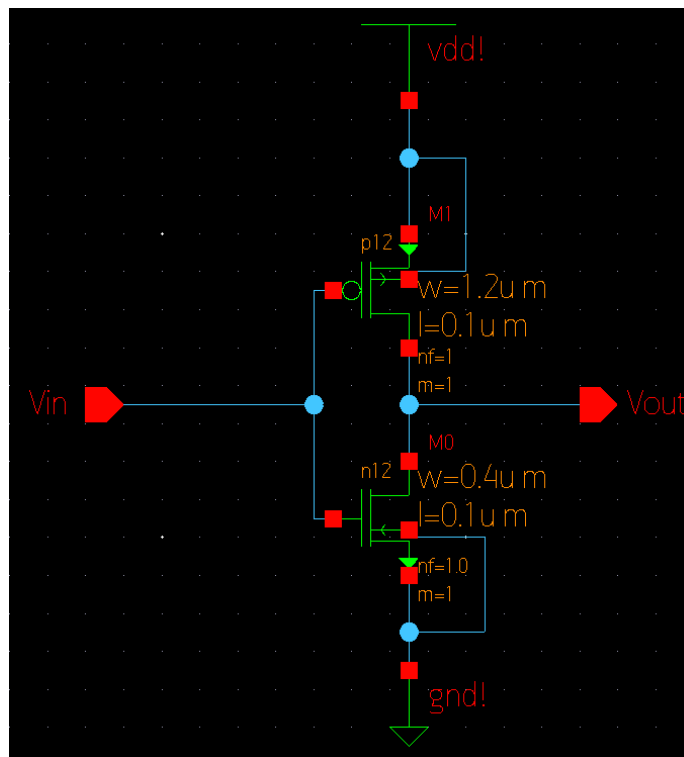 vdd!
M1
p12
w=1.2u m
l=0.1u m
nf=1
m=1
Vin
Vout
M0
n12
w=0.4u m
l=0.1u m
nf=1.0
m=1
gnd!